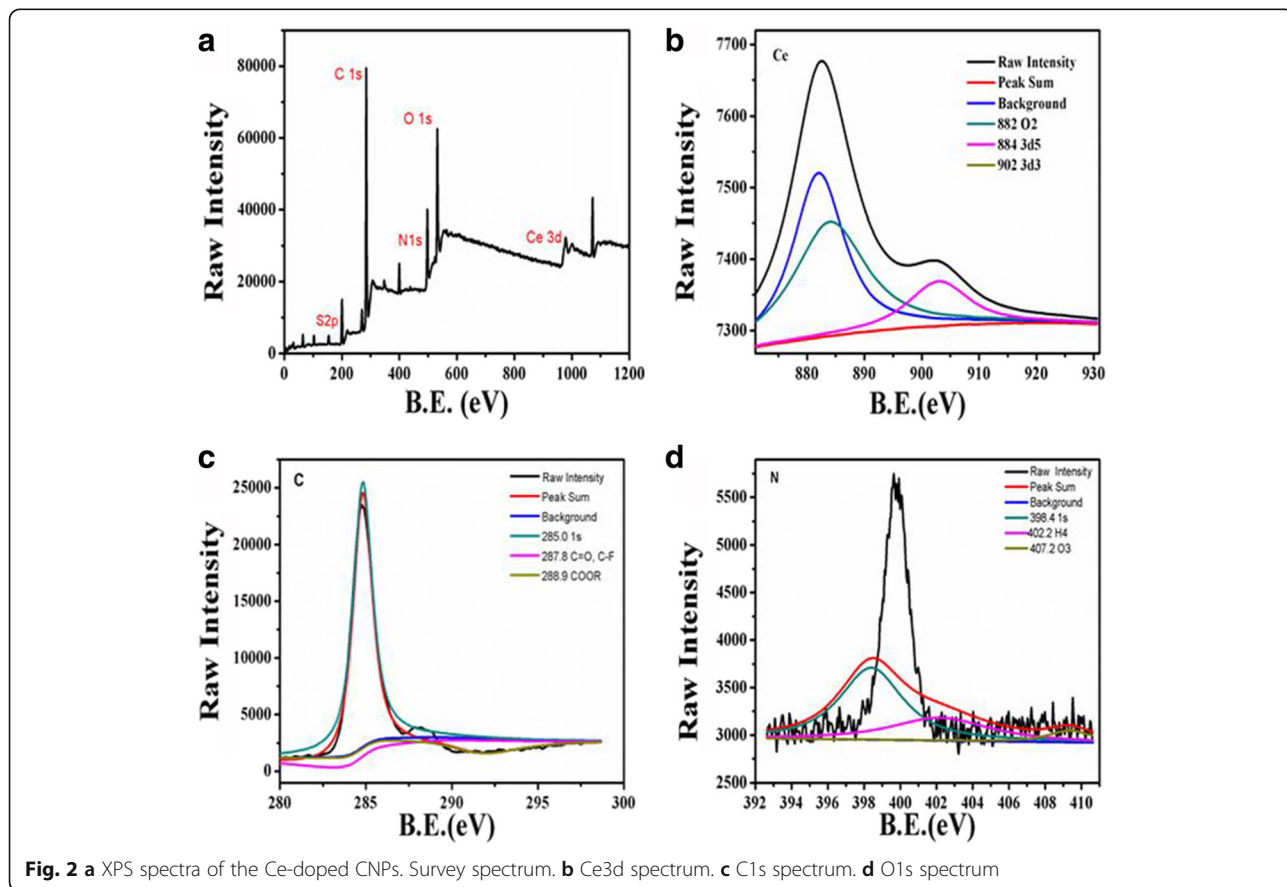 a
80000
60000
40000
20000
0
Raw Intensity
C 1s
O 1s
N1s
Ce 3d
S2p
0 200 400 600 800 1000 1200
B.E. (eV)
b
7700
7600
7500
7400
7300
Raw Intensity
Ce
Raw Intensity
Peak Sum
Background
882 O2
884 3d5
902 3d3
880 890 900 910 920 930
B.E.(eV)
c
25000
20000
15000
10000
5000
0
Raw Intensity
C
Raw Intensity
Peak Sum
Background
285.0 1s
287.8 C=O, C-F
288.9 COOR
280 285 290 295 300
B.E.(eV)
d
5500
5000
4500
4000
3500
3000
2500
Raw Intensity
N
Raw Intensity
Peak Sum
Background
398.4 1s
402.2 H4
407.2 O3
392 394 396 398 400 402 404 406 408 410
B.E.(eV)
Fig. 2 a XPS spectra of the Ce-doped CNPs. Survey spectrum. b Ce3d spectrum. c C1s spectrum. d O1s spectrum